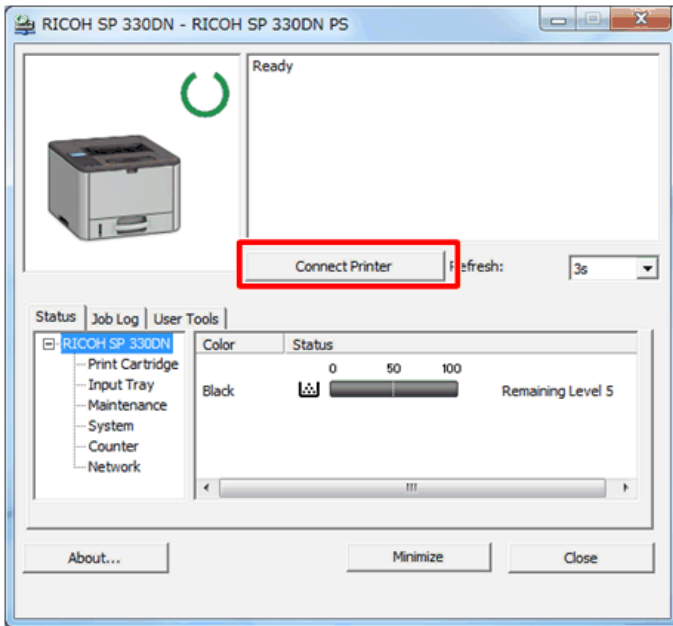 RICOH SP 330DN - RICOH SP 330DN PS
Ready
Connect Printer
Refresh:
3s
Status
Job Log
User Tools
RICOH SP 330DN
Print Cartridge
Input Tray
Maintenance
System
Counter
Network
Color
Status
0 50 100
Black
Remaining Level 5
About...
Minimize
Close